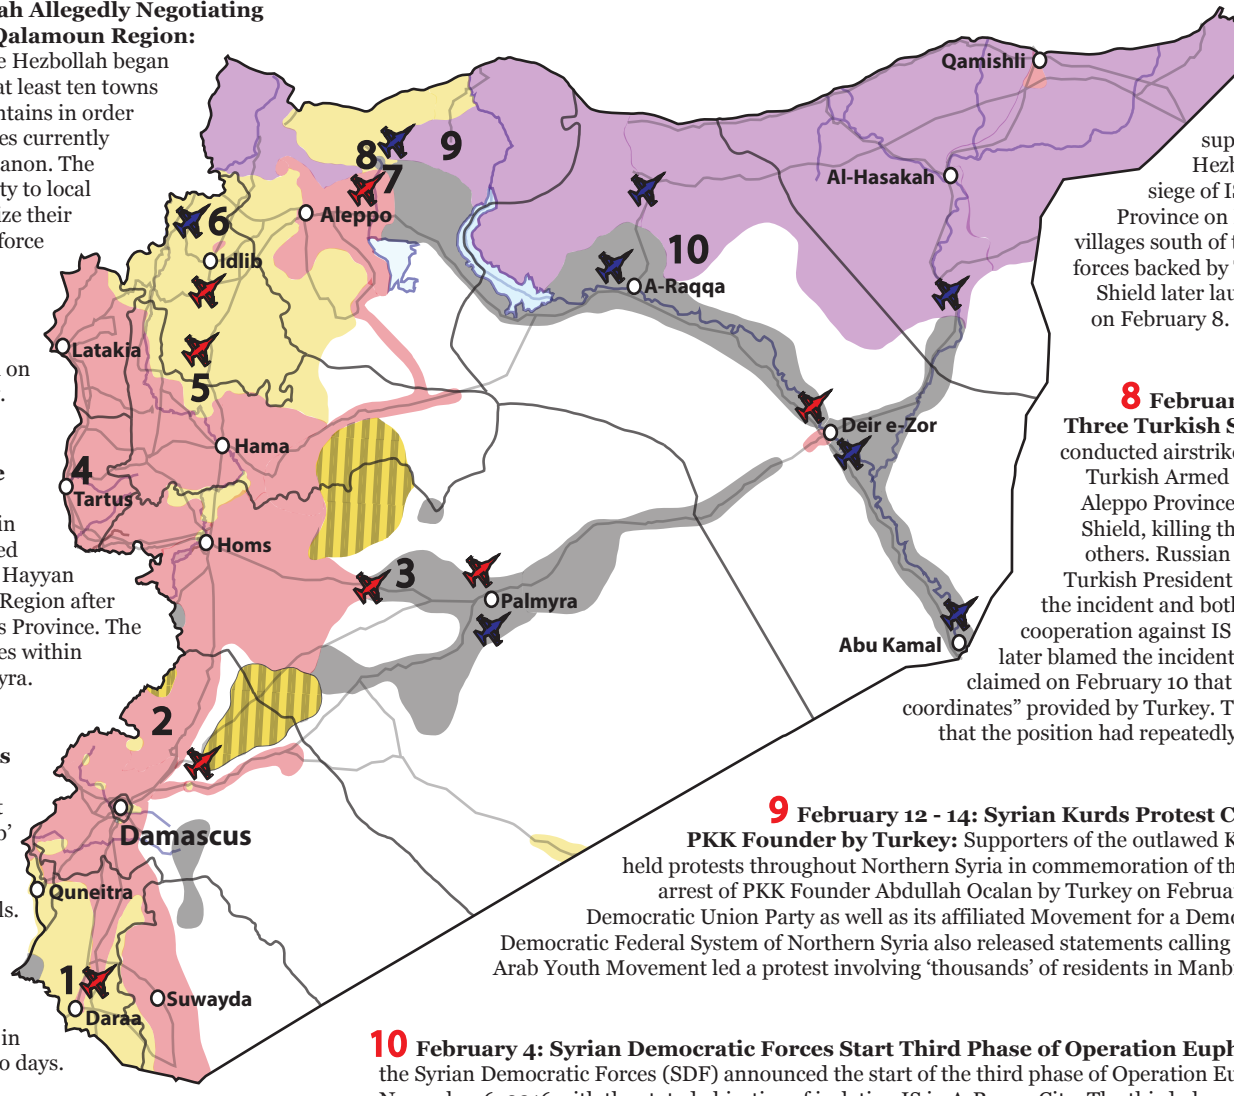 ah Allegedly Negotiating
Qalamoun Region:
e Hezbollah began
at least ten towns
ntains in order
es currently
anon. The
ty to local
ize their
force
on
.
e
in
ed
Hayyan
Region after
s Province. The
es within
yra.
s
t
o’
ls.
in
o days.
Qamishli
Al-Hasakah
Aleppo
Idlib
A-Raqqa
Latakia
Deir e-Zor
Hama
Tartus
Homs
Palmyra
Abu Kamal
Damascus
Quneitra
Suwayda
Daraa
9
8
7
6
10
5
4
3
2
1
sup
Hezb
siege of IS
Province on
villages south of t
forces backed by T
Shield later lau
on February 8.
8 Februar
Three Turkish S
conducted airstrike
Turkish Armed
Aleppo Province
Shield, killing th
others. Russian
Turkish President
the incident and both
cooperation against IS
later blamed the incident
claimed on February 10 that
coordinates” provided by Turkey. T
that the position had repeatedly
9 February 12 - 14: Syrian Kurds Protest C
PKK Founder by Turkey: Supporters of the outlawed K
held protests throughout Northern Syria in commemoration of th
arrest of PKK Founder Abdullah Ocalan by Turkey on Februar
Democratic Union Party as well as its affiliated Movement for a Demo
Democratic Federal System of Northern Syria also released statements calling
Arab Youth Movement led a protest involving ‘thousands’ of residents in Manbi
10 February 4: Syrian Democratic Forces Start Third Phase of Operation Euph
the Syrian Democratic Forces (SDF) announced the start of the third phase of Operation Eu